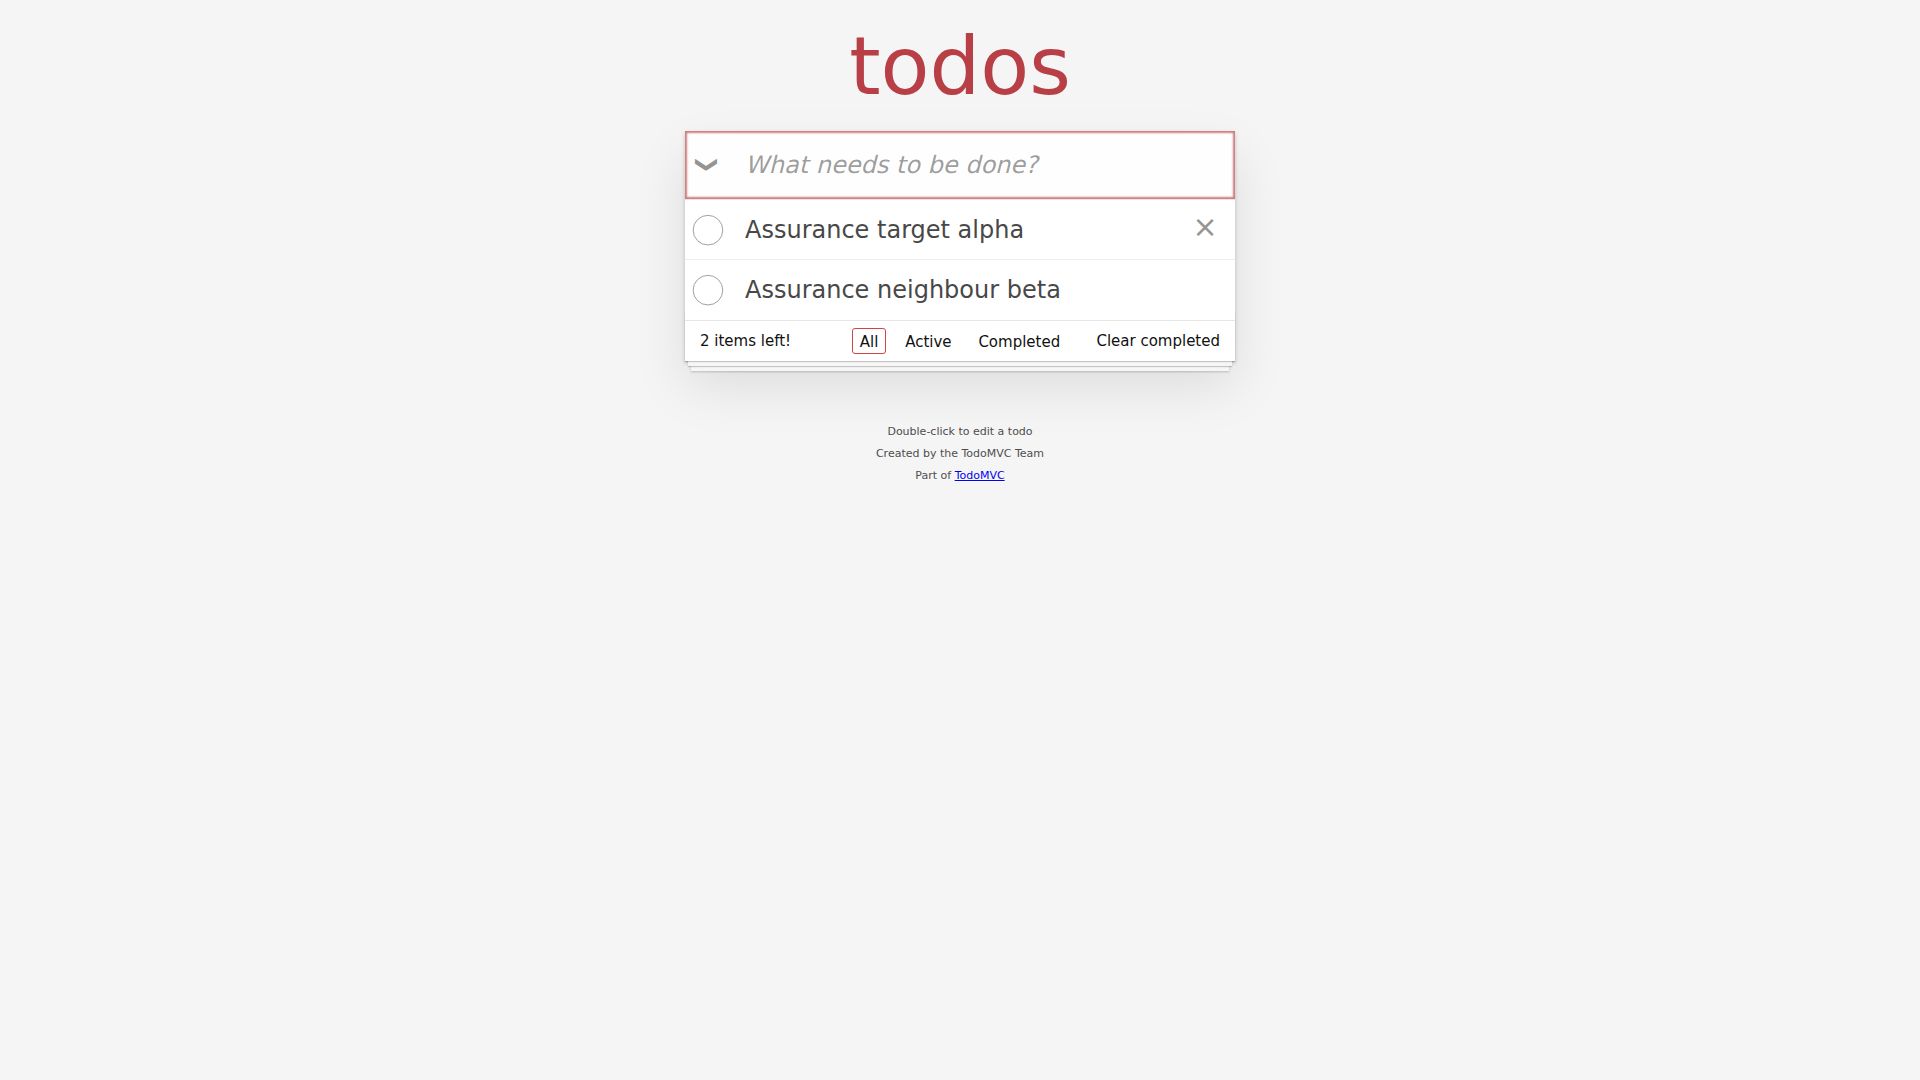 todos
What needs to be done?
Assurance target alpha
Assurance neighbour beta
2 items left! All Active Completed Clear completed
Double-click to edit a todo
Created by the TodoMVC Team
Part of TodoMVC